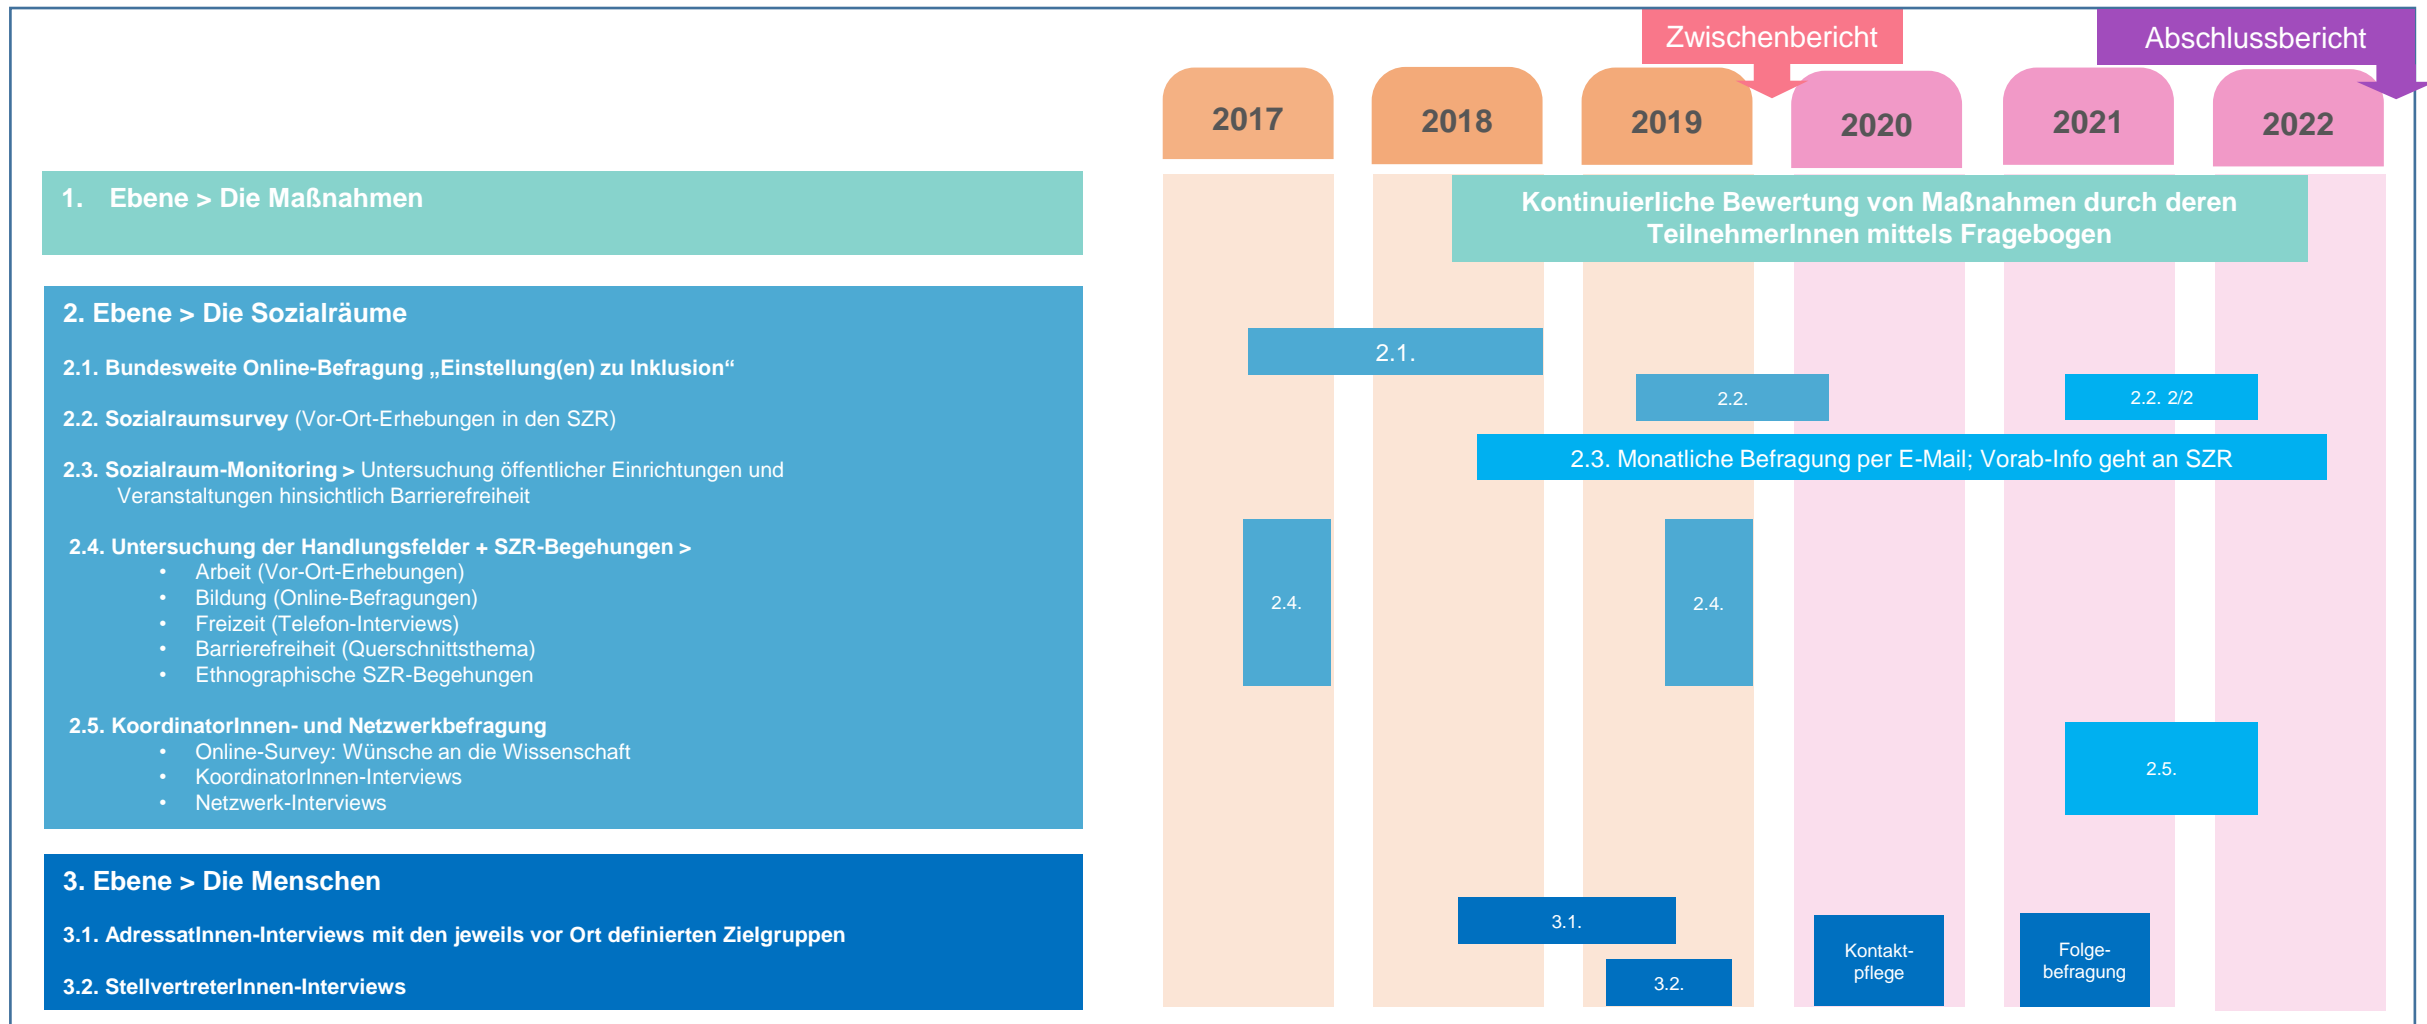 Zwischenbericht
Abschlussbericht
2017
2018
2019
2020
2021
2022
1. Ebene > Die Maßnahmen
Kontinuierliche Bewertung von Maßnahmen durch deren
TeilnehmerInnen mittels Fragebogen
2. Ebene > Die Sozialräume
2.1. Bundesweite Online-Befragung „Einstellung(en) zu Inklusion“
2.1.
2.2. Sozialraumsurvey (Vor-Ort-Erhebungen in den SZR)
2.2.
2.2. 2/2
2.3. Sozialraum-Monitoring > Untersuchung öffentlicher Einrichtungen und
Veranstaltungen hinsichtlich Barrierefreiheit
2.3. Monatliche Befragung per E-Mail; Vorab-Info geht an SZR
2.4. Untersuchung der Handlungsfelder + SZR-Begehungen >
• Arbeit (Vor-Ort-Erhebungen)
• Bildung (Online-Befragungen)
• Freizeit (Telefon-Interviews)
• Barrierefreiheit (Querschnittsthema)
• Ethnographische SZR-Begehungen
2.4.
2.4.
2.5. KoordinatorInnen- und Netzwerkbefragung
• Online-Survey: Wünsche an die Wissenschaft
• KoordinatorInnen-Interviews
• Netzwerk-Interviews
2.5.
3. Ebene > Die Menschen
3.1. AdressatInnen-Interviews mit den jeweils vor Ort definierten Zielgruppen
3.1.
3.2. StellvertreterInnen-Interviews
3.2.
Kontakt-
pflege
Folge-
befragung